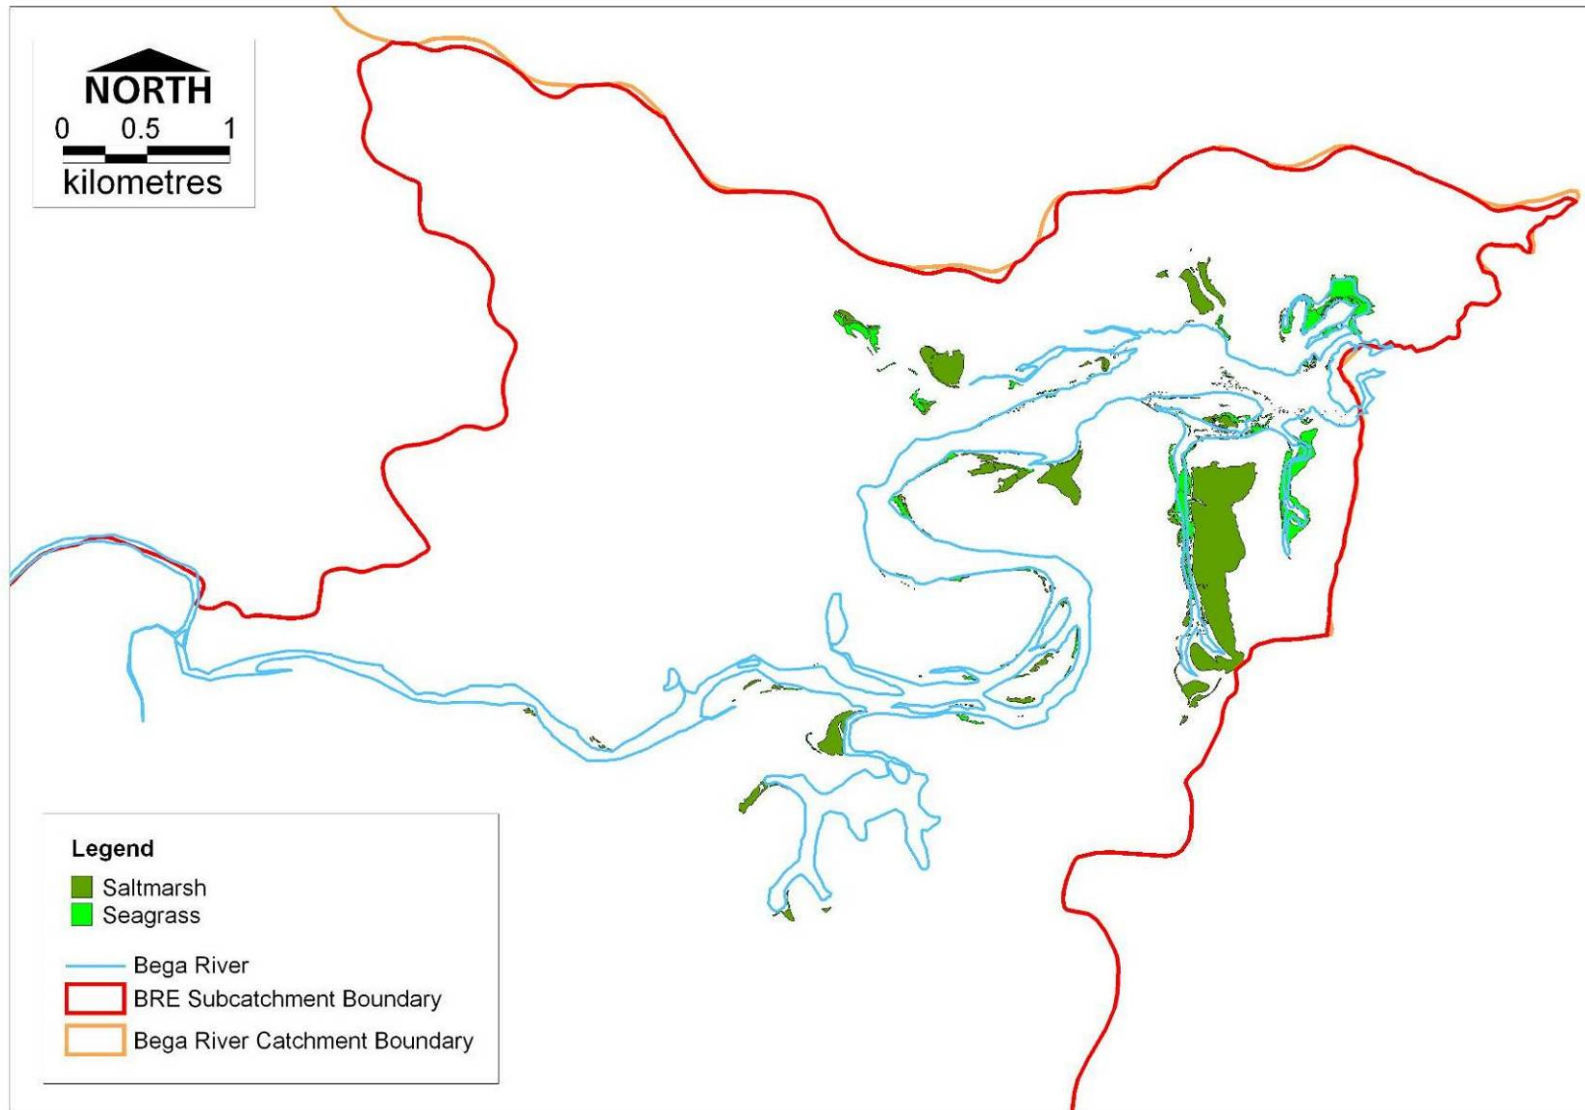 NORTH
0 0.5 1
kilometres
Legend
Saltmarsh
Seagrass
Bega River
BRE Subcatchment Boundary
Bega River Catchment Boundary